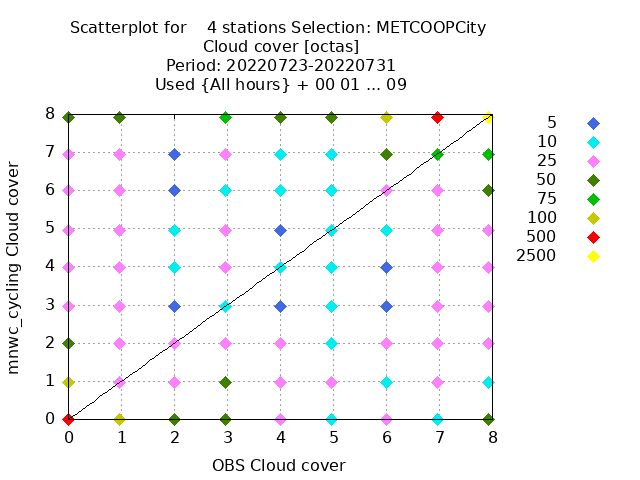 Scatterplot for    4 stations Selection: METCOOPCity
Cloud cover [octas]
Period: 20220723-20220731
Used {All hours} + 00 01 ... 09
mnwc_cycling Cloud cover
8
7
6
5
4
3
2
1
0
0 1 2 3 4 5 6 7 8
OBS Cloud cover
5
10
25
50
75
100
500
2500